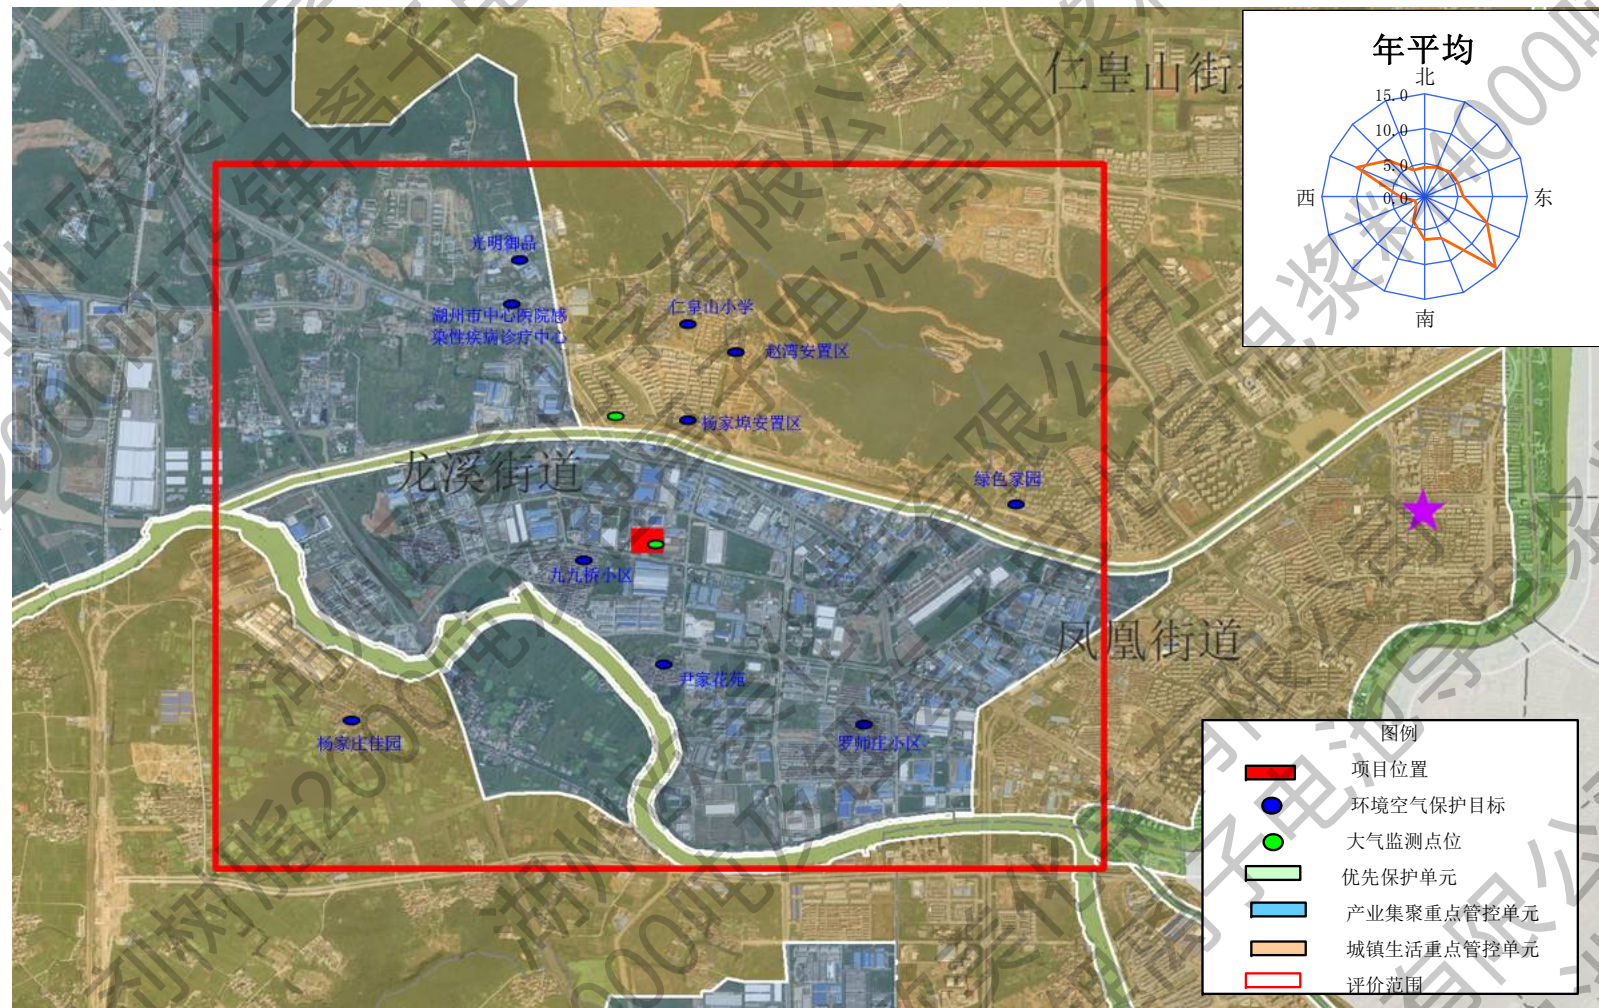 仁皇山街
年平均
北
15.0
10.0
5.0
0.0
西
东
南
光明御品
湖州市中心医院感
染性疾病诊疗中心
仁皇山小学
赵湾安置区
杨家埠安置区
龙溪街道
绿色家园
九九桥小区
凤凰街道
尹家花苑
杨家庄佳园
罗师庄小区
图例
项目位置
环境空气保护目标
大气监测点位
优先保护单元
产业集聚重点管控单元
城镇生活重点管控单元
评价范围